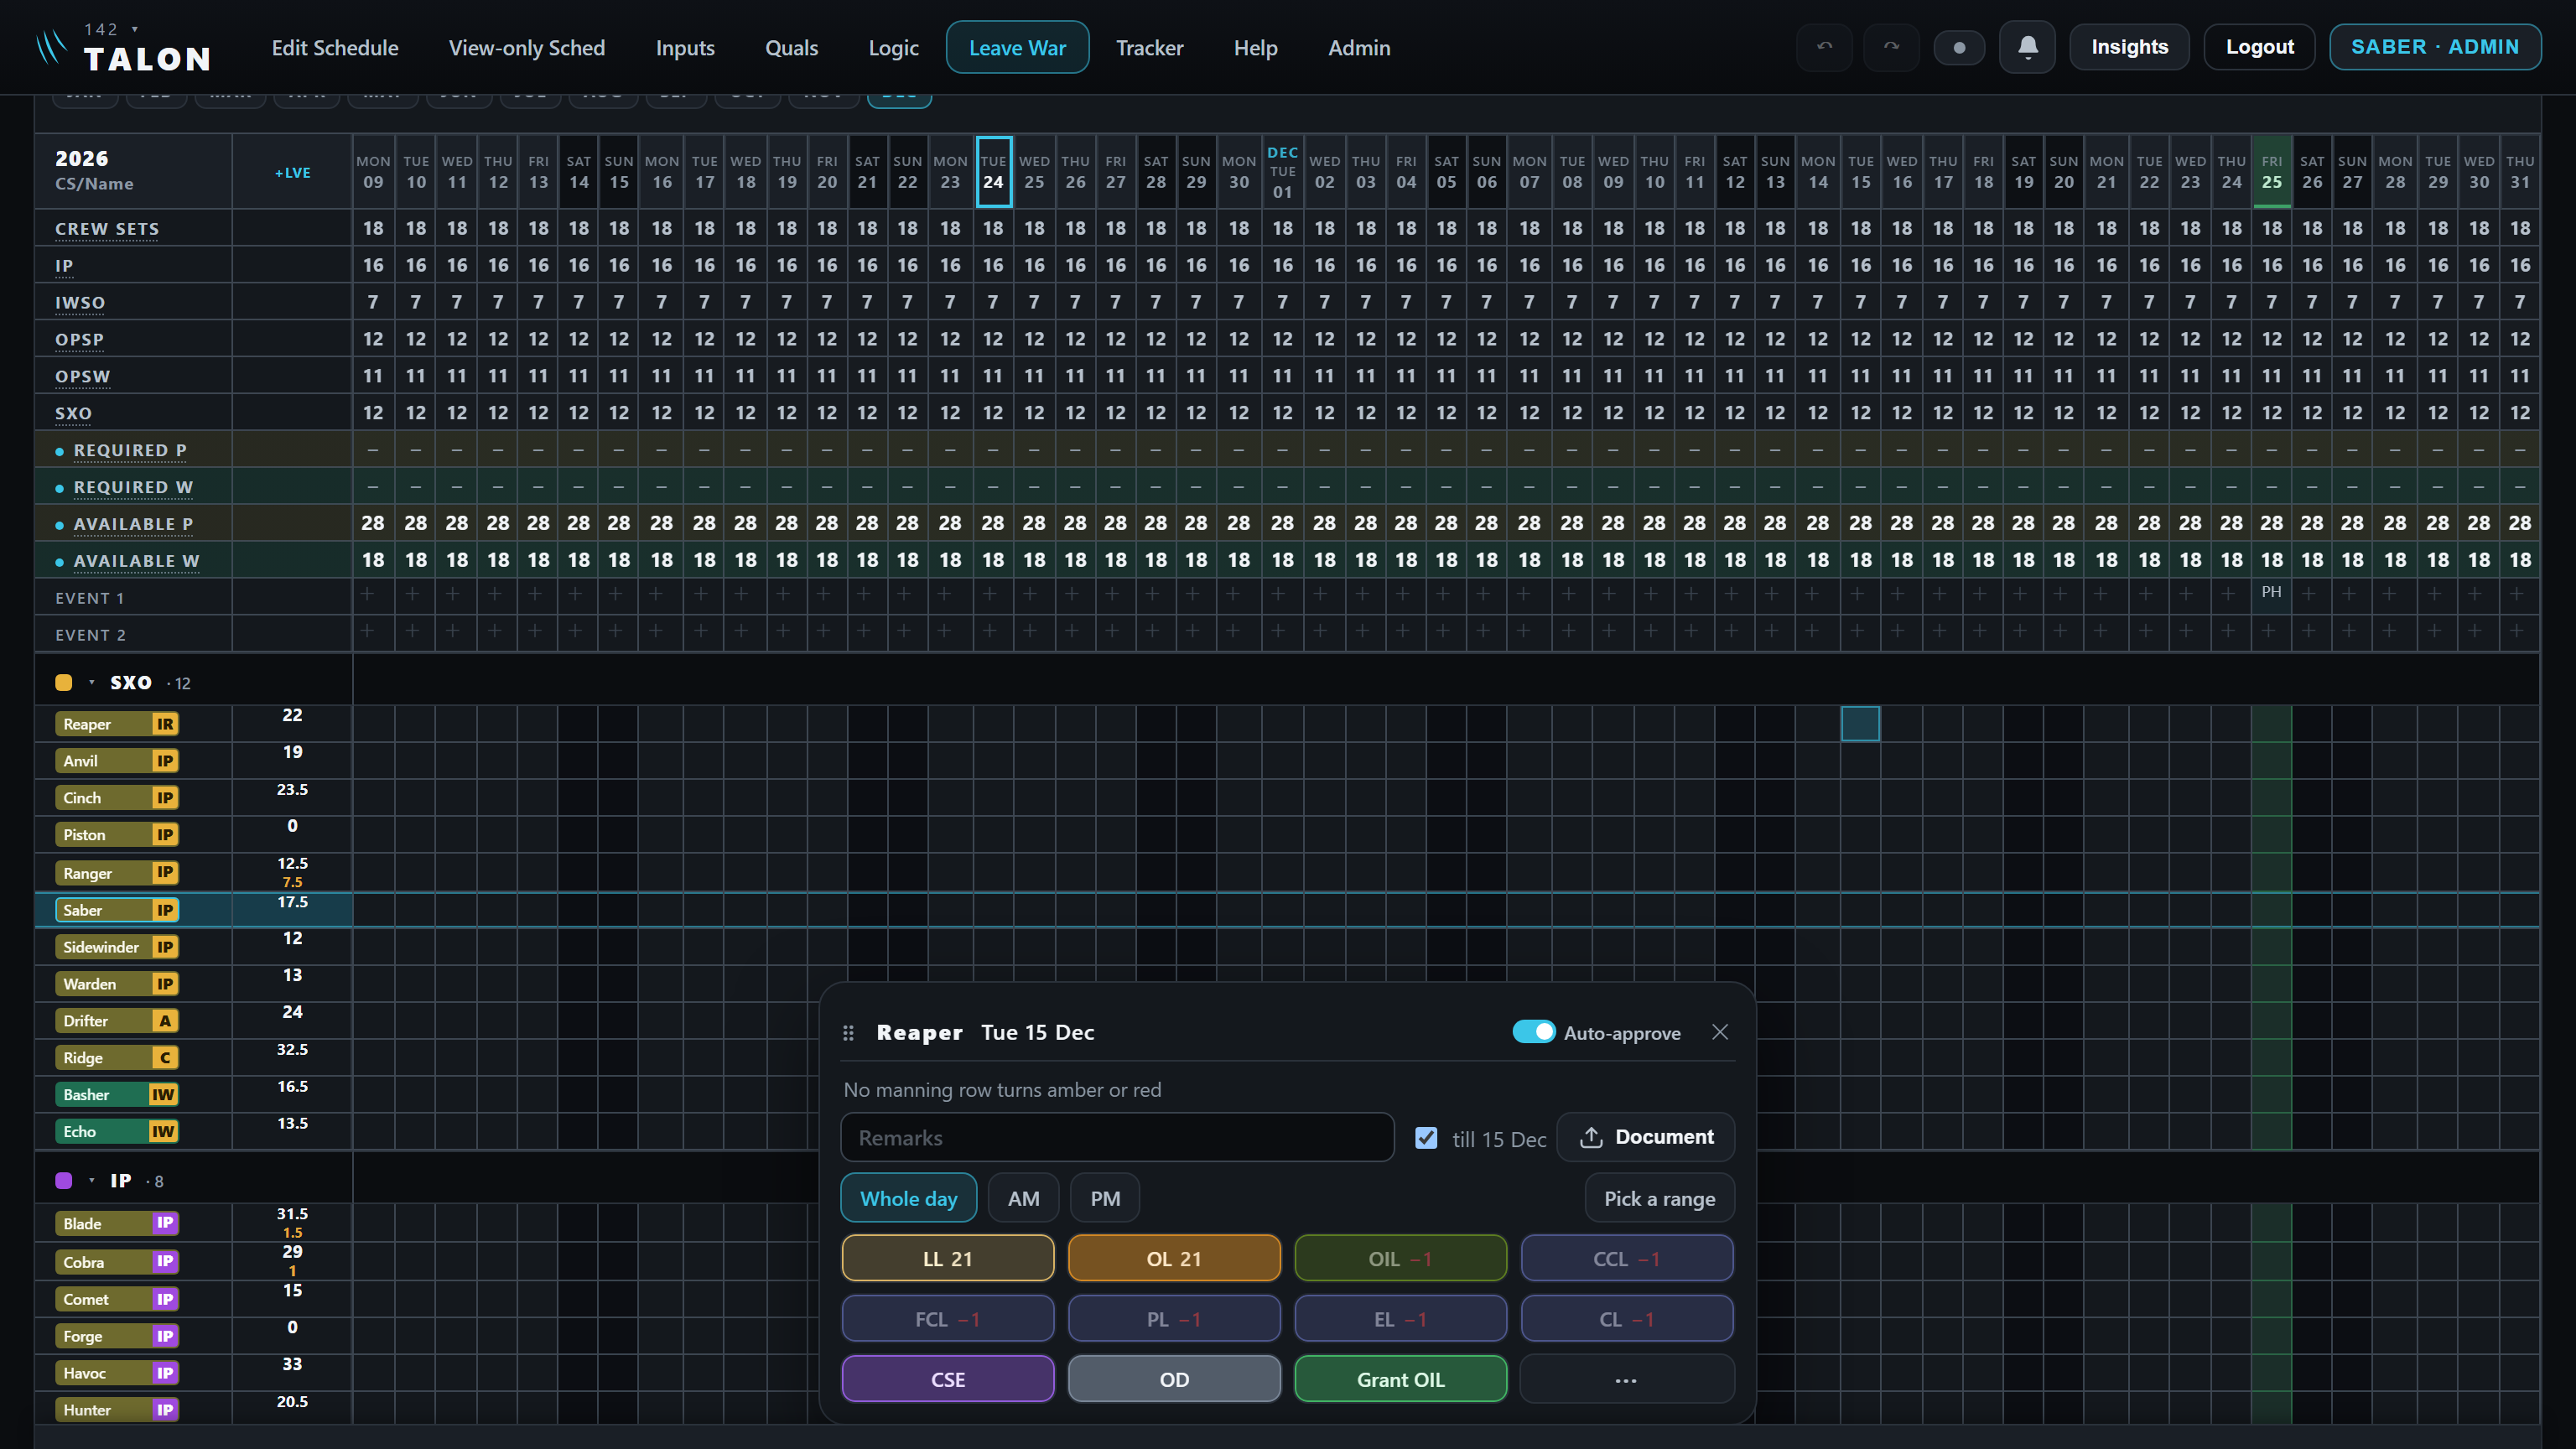 142 ▾
TALON
Edit Schedule View-only Sched Inputs Quals Logic Leave War Tracker Help Admin
Insights Logout SABER · ADMIN
2026
CS/Name
+LVE
MON 09 TUE 10 WED 11 THU 12 FRI 13 SAT 14 SUN 15 MON 16 TUE 17 WED 18 THU 19 FRI 20 SAT 21 SUN 22 MON 23 TUE 24 WED 25 THU 26 FRI 27 SAT 28 SUN 29 MON 30 DEC TUE 01 WED 02 THU 03 FRI 04 SAT 05 SUN 06 MON 07 TUE 08 WED 09 THU 10 FRI 11 SAT 12 SUN 13 MON 14 TUE 15 WED 16 THU 17 FRI 18 SAT 19 SUN 20 MON 21 TUE 22 WED 23 THU 24 FRI 25 SAT 26 SUN 27 MON 28 TUE 29 WED 30 THU 31
CREW SETS 18 18 18 18 18 18 18 18 18 18 18 18 18 18 18 18 18 18 18 18 18 18 18 18 18 18 18 18 18 18 18 18 18 18 18 18 18 18 18 18 18 18 18 18 18 18 18 18 18 18 18 18 18
IP 16 16 16 16 16 16 16 16 16 16 16 16 16 16 16 16 16 16 16 16 16 16 16 16 16 16 16 16 16 16 16 16 16 16 16 16 16 16 16 16 16 16 16 16 16 16 16 16 16 16 16 16 16
IWSO 7 7 7 7 7 7 7 7 7 7 7 7 7 7 7 7 7 7 7 7 7 7 7 7 7 7 7 7 7 7 7 7 7 7 7 7 7 7 7 7 7 7 7 7 7 7 7 7 7 7 7 7 7
OPSP 12 12 12 12 12 12 12 12 12 12 12 12 12 12 12 12 12 12 12 12 12 12 12 12 12 12 12 12 12 12 12 12 12 12 12 12 12 12 12 12 12 12 12 12 12 12 12 12 12 12 12 12 12
OPSW 11 11 11 11 11 11 11 11 11 11 11 11 11 11 11 11 11 11 11 11 11 11 11 11 11 11 11 11 11 11 11 11 11 11 11 11 11 11 11 11 11 11 11 11 11 11 11 11 11 11 11 11 11
SXO 12 12 12 12 12 12 12 12 12 12 12 12 12 12 12 12 12 12 12 12 12 12 12 12 12 12 12 12 12 12 12 12 12 12 12 12 12 12 12 12 12 12 12 12 12 12 12 12 12 12 12 12 12
REQUIRED P – – – – – – – – – – – – – – – – – – – – – – – – – – – – – – – – – – – – – – – – – – – – – – – – – – – – –
REQUIRED W – – – – – – – – – – – – – – – – – – – – – – – – – – – – – – – – – – – – – – – – – – – – – – – – – – – – –
AVAILABLE P 28 28 28 28 28 28 28 28 28 28 28 28 28 28 28 28 28 28 28 28 28 28 28 28 28 28 28 28 28 28 28 28 28 28 28 28 28 28 28 28 28 28 28 28 28 28 28 28 28 28 28 28 28
AVAILABLE W 18 18 18 18 18 18 18 18 18 18 18 18 18 18 18 18 18 18 18 18 18 18 18 18 18 18 18 18 18 18 18 18 18 18 18 18 18 18 18 18 18 18 18 18 18 18 18 18 18 18 18 18 18
EVENT 1 + + + + + + + + + + + + + + + + + + + + + + + + + + + + + + + + + + + + + + + + + + + + + + PH + + + + + +
EVENT 2 + + + + + + + + + + + + + + + + + + + + + + + + + + + + + + + + + + + + + + + + + + + + + + + + + + + + +
▾ SXO · 12
Reaper IR 22
Anvil IP 19
Cinch IP 23.5
Piston IP 0
Ranger IP 12.5
7.5
Saber IP 17.5
Sidewinder IP 12
Warden IP 13
Drifter A 24
Ridge C 32.5
Basher IW 16.5
Echo IW 13.5
▾ IP · 8
Blade IP 31.5
1.5
Cobra IP 29
1
Comet IP 15
Forge IP 0
Havoc IP 33
Hunter IP 20.5
Reaper Tue 15 Dec Auto-approve
No manning row turns amber or red
Remarks till 15 Dec Document
Whole day AM PM Pick a range
LL 21 OL 21 OIL −1 CCL −1
FCL −1 PL −1 EL −1 CL −1
CSE OD Grant OIL ...